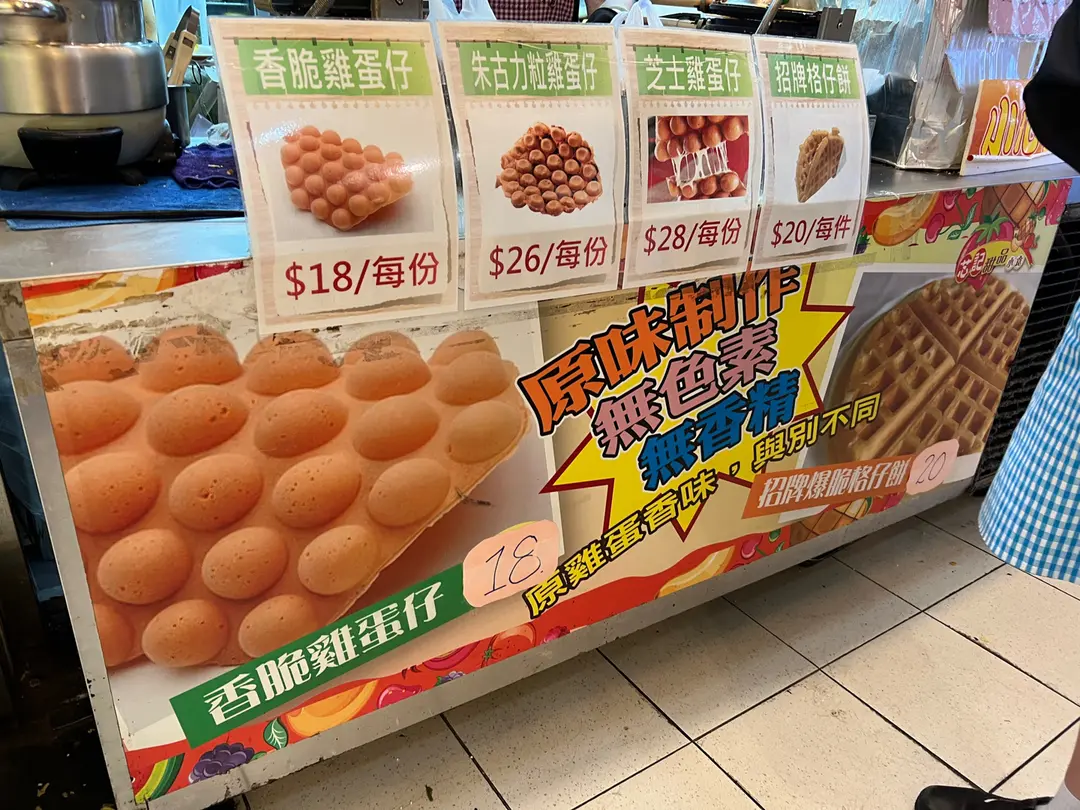 香脆雞蛋仔
$18/每份
朱古力粒雞蛋仔
$26/每份
芝士雞蛋仔
$28/每份
招牌格仔餅
$20/每件
原味制作
無色素
無香精
原雞蛋香味，與別不同
香脆雞蛋仔
18
招牌爆脆格仔餅
20